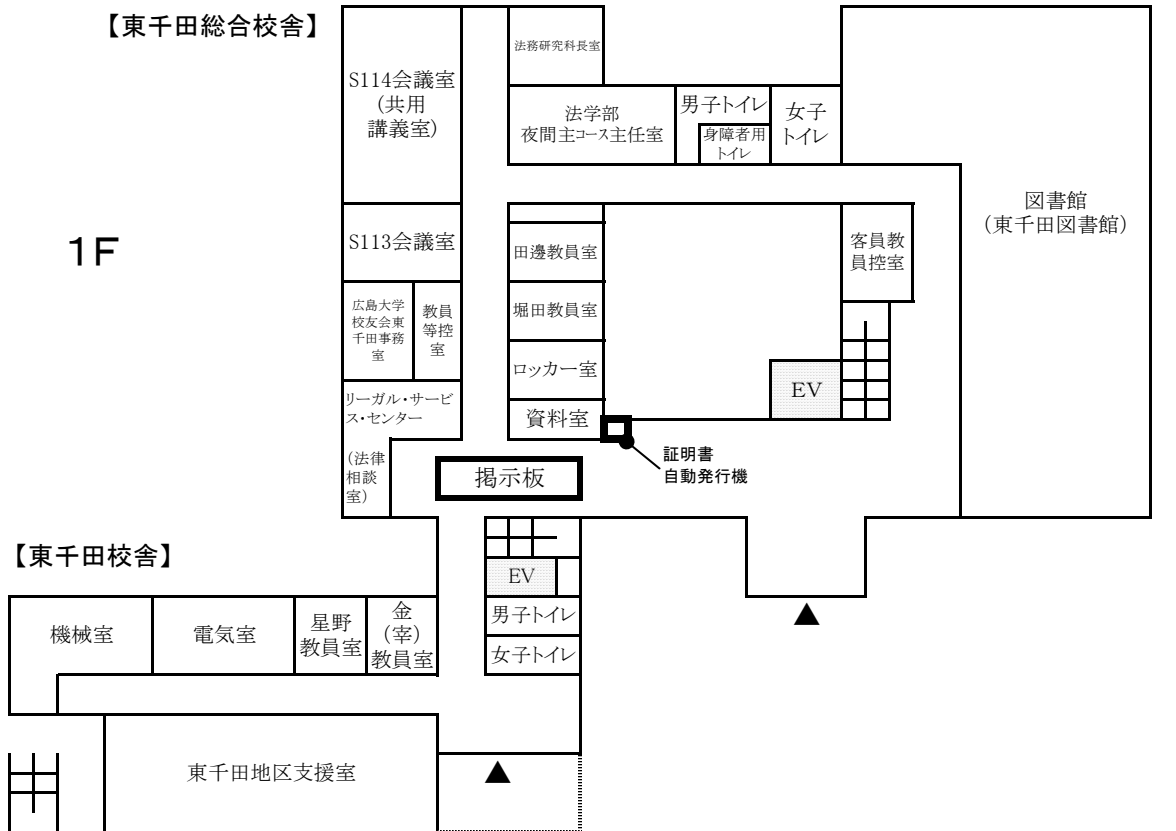 【東千田総合校舎】
1F
法務研究科長室
S114会議室
(共用
講義室)
法学部
夜間主コース主任室
男子トイレ
身障者用
トイレ
女子
トイレ
図書館
(東千田図書館)
S113会議室
田邊教員室
客員教
員控室
広島大学
校友会東
千田事務
室
教員
等控
室
堀田教員室
ロッカー室
EV
リーガル・サービ
ス・センター
(法律
相談
室)
資料室
証明書
自動発行機
掲示板
【東千田校舎】
EV
機械室
電気室
星野
教員室
金
(宰)
教員室
男子トイレ
女子トイレ
東千田地区支援室